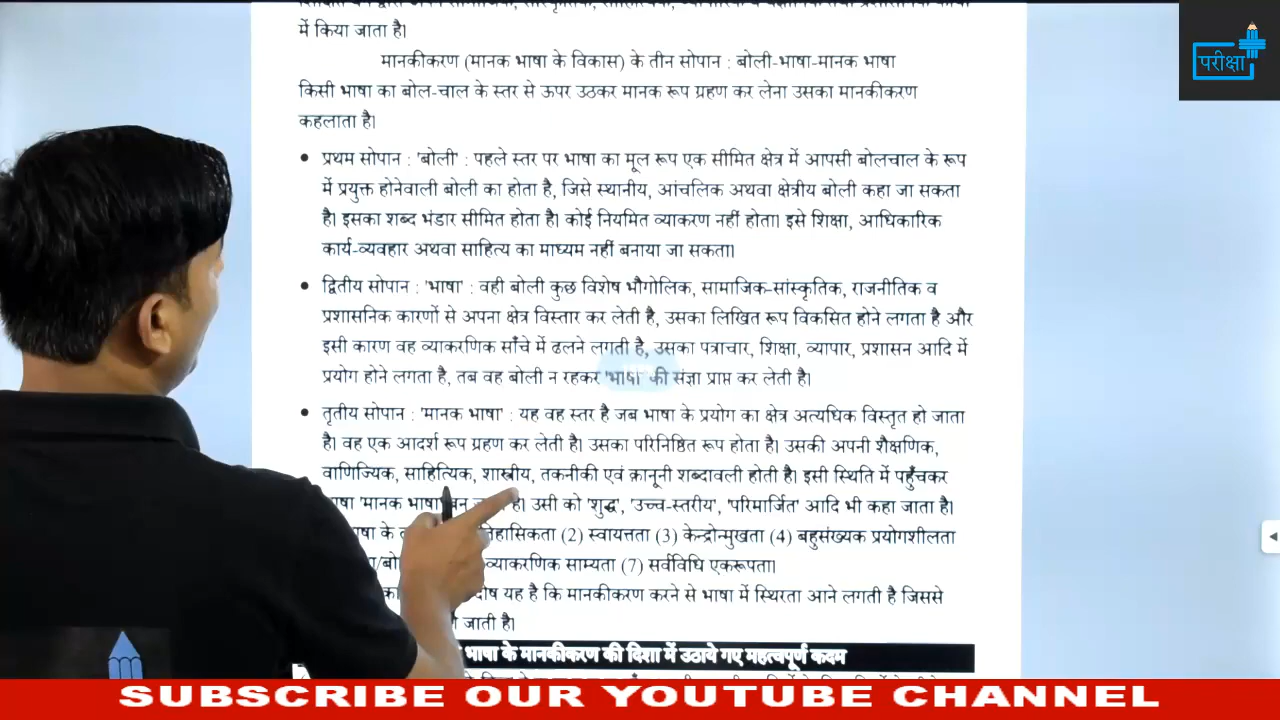 में किया जाता है।
परीक्षा
मानकीकरण (मानक भाषा के विकास) के तीन सोपान : बोली-भाषा-मानक भाषा
किसी भाषा का बोल-चाल के स्तर से ऊपर उठकर मानक रूप ग्रहण कर लेना उसका मानकीकरण
कहलाता है।
• प्रथम सोपान : 'बोली' : पहले स्तर पर भाषा का मूल रूप एक सीमित क्षेत्र में आपसी बोलचाल के रूप
में प्रयुक्त होनेवाली बोली का होता है, जिसे स्थानीय, आंचलिक अथवा क्षेत्रीय बोली कहा जा सकता
है। इसका शब्द भंडार सीमित होता है। कोई नियमित व्याकरण नहीं होता। इसे शिक्षा, आधिकारिक
कार्य-व्यवहार अथवा साहित्य का माध्यम नहीं बनाया जा सकता।
• द्वितीय सोपान : 'भाषा' : वही बोली कुछ विशेष भौगोलिक, सामाजिक-सांस्कृतिक, राजनीतिक व
प्रशासनिक कारणों से अपना क्षेत्र विस्तार कर लेती है, उसका लिखित रूप विकसित होने लगता है और
इसी कारण वह व्याकरणिक साँचे में ढलने लगती है, उसका पत्राचार, शिक्षा, व्यापार, प्रशासन आदि में
प्रयोग होने लगता है, तब वह बोली न रहकर 'भाषा' की संज्ञा प्राप्त कर लेती है।
• तृतीय सोपान : 'मानक भाषा' : यह वह स्तर है जब भाषा के प्रयोग का क्षेत्र अत्यधिक विस्तृत हो जाता
है। वह एक आदर्श रूप ग्रहण कर लेती है। उसका परिनिष्ठित रूप होता है। उसकी अपनी शैक्षणिक,
वाणिज्यिक, साहित्यिक, शास्त्रीय, तकनीकी एवं क़ानूनी शब्दावली होती है। इसी स्थिति में पहुँचकर
'मानक भाषा' बन है। उसी को 'शुद्ध', 'उच्च-स्तरीय', 'परिमार्जित' आदि भी कहा जाता है।
के (2) स्वायत्तता (3) केन्द्रोन्मुखता (4) बहुसंख्यक प्रयोगशीलता
व्याकरणिक साम्यता (7) सर्वविधि एकरूपता।
यह है कि मानकीकरण करने से भाषा में स्थिरता आने लगती है जिससे
जाती है।
भाषा के मानकीकरण की दिशा में उठाये गए महत्वपूर्ण कदम
SUBSCRIBE OUR YOUTUBE CHANNEL